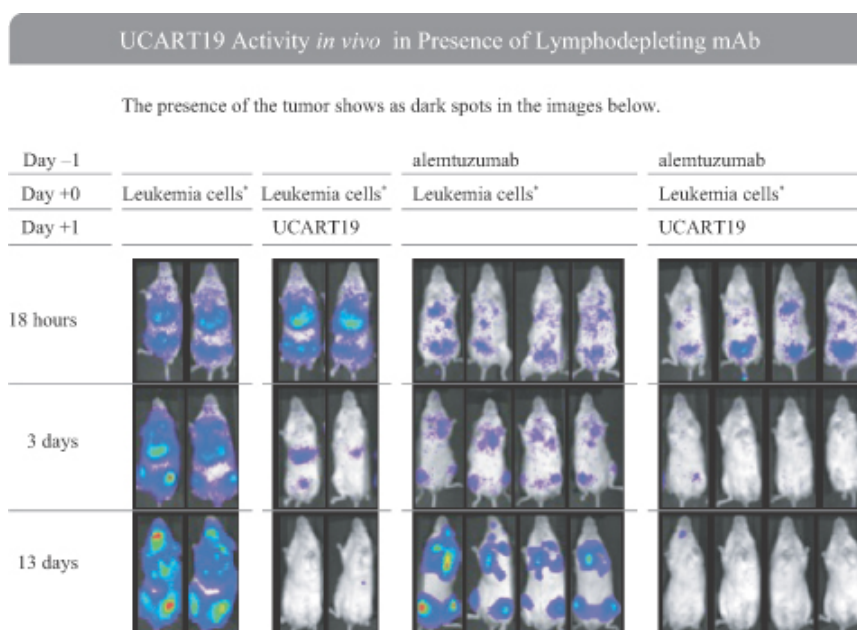 UCART19 Activity in vivo in Presence of Lymphodepleting mAb
The presence of the tumor shows as dark spots in the images below.
Day –1 alemtuzumab alemtuzumab
Day +0 Leukemia cells* Leukemia cells* Leukemia cells* Leukemia cells*
Day +1 UCART19 UCART19
18 hours
3 days
13 days